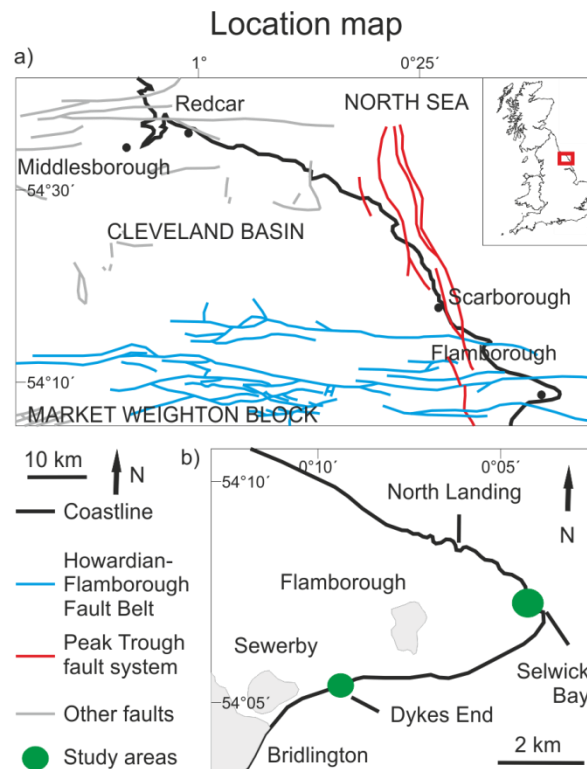 Location map
a)
1°
0°25
Redcar
NORTH SEA
Middlesborough
54°30´
CLEVELAND BASIN
Scarborough
Flamborough
54°10´
MARKET WEIGHTON BLOCK
10 km
N
Coastline
Howardian-
Flamborough
Fault Belt
Peak Trough
fault system
Other faults
Study areas
b)
0°10´
0°05´
54°10´
North Landing
N
Flamborough
Sewerby
Selwick
Bay
54°05´
Dykes End
Bridlington
2 km